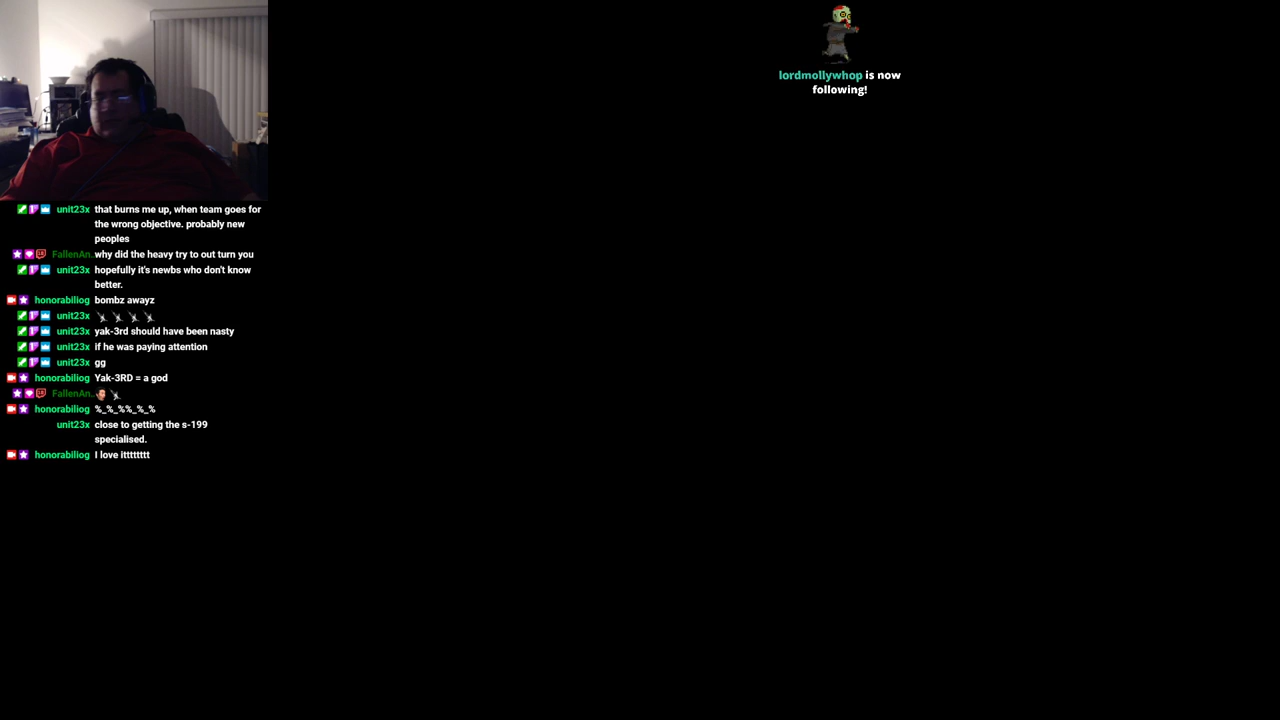 lordmollywhop is now
following!
unit23x that burns me up, when team goes for
the wrong objective. probably new
peoples
FallenAn.. why did the heavy try to out turn you
unit23x hopefully it's newbs who don't know
better.
honorabiliog bombz awayz
unit23x
unit23x yak-3rd should have been nasty
unit23x if he was paying attention
unit23x gg
honorabiliog Yak-3RD = a god
FallenAn..
honorabiliog %_%_%%_%_%
unit23x close to getting the s-199
specialised.
honorabiliog I love itttttttt